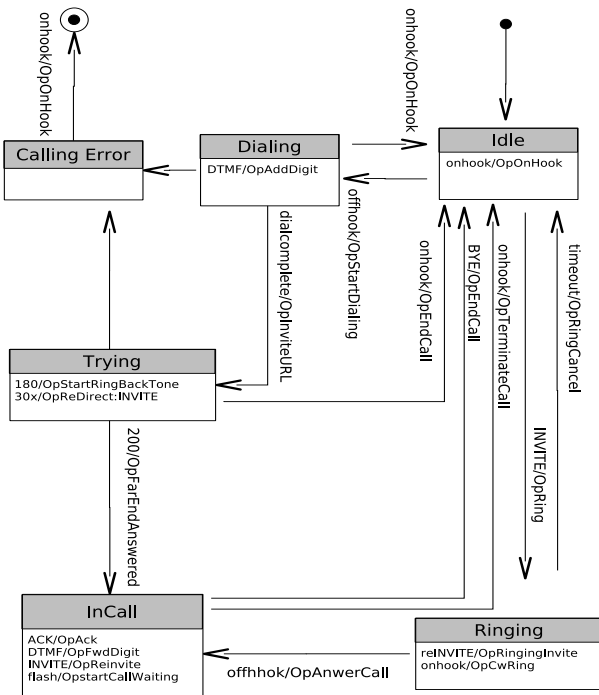 onhook/OpOnHook
onhook/OpOnHook
Calling Error
Dialing
DTMF/OpAddDigit
Idle
onhook/OpOnHook
dialcomplete/OpInviteURL
offhook/OpStartDialing
onhook/OpEndCall
BYE/OpEndCall
onhook/OpTerminateCall
timeout/OpRingCancel
INVITE/OpRing
Trying
180/OpStartRingBackTone
30x/OpReDirect:INVITE
200/OpFarEndAnswered
InCall
ACK/OpAck
DTMF/OpFwdDigit
INVITE/OpReinvite
flash/OpstartCallWaiting
offhhok/OpAnwerCall
Ringing
reINVITE/OpRingingInvite
onhook/OpCwRing